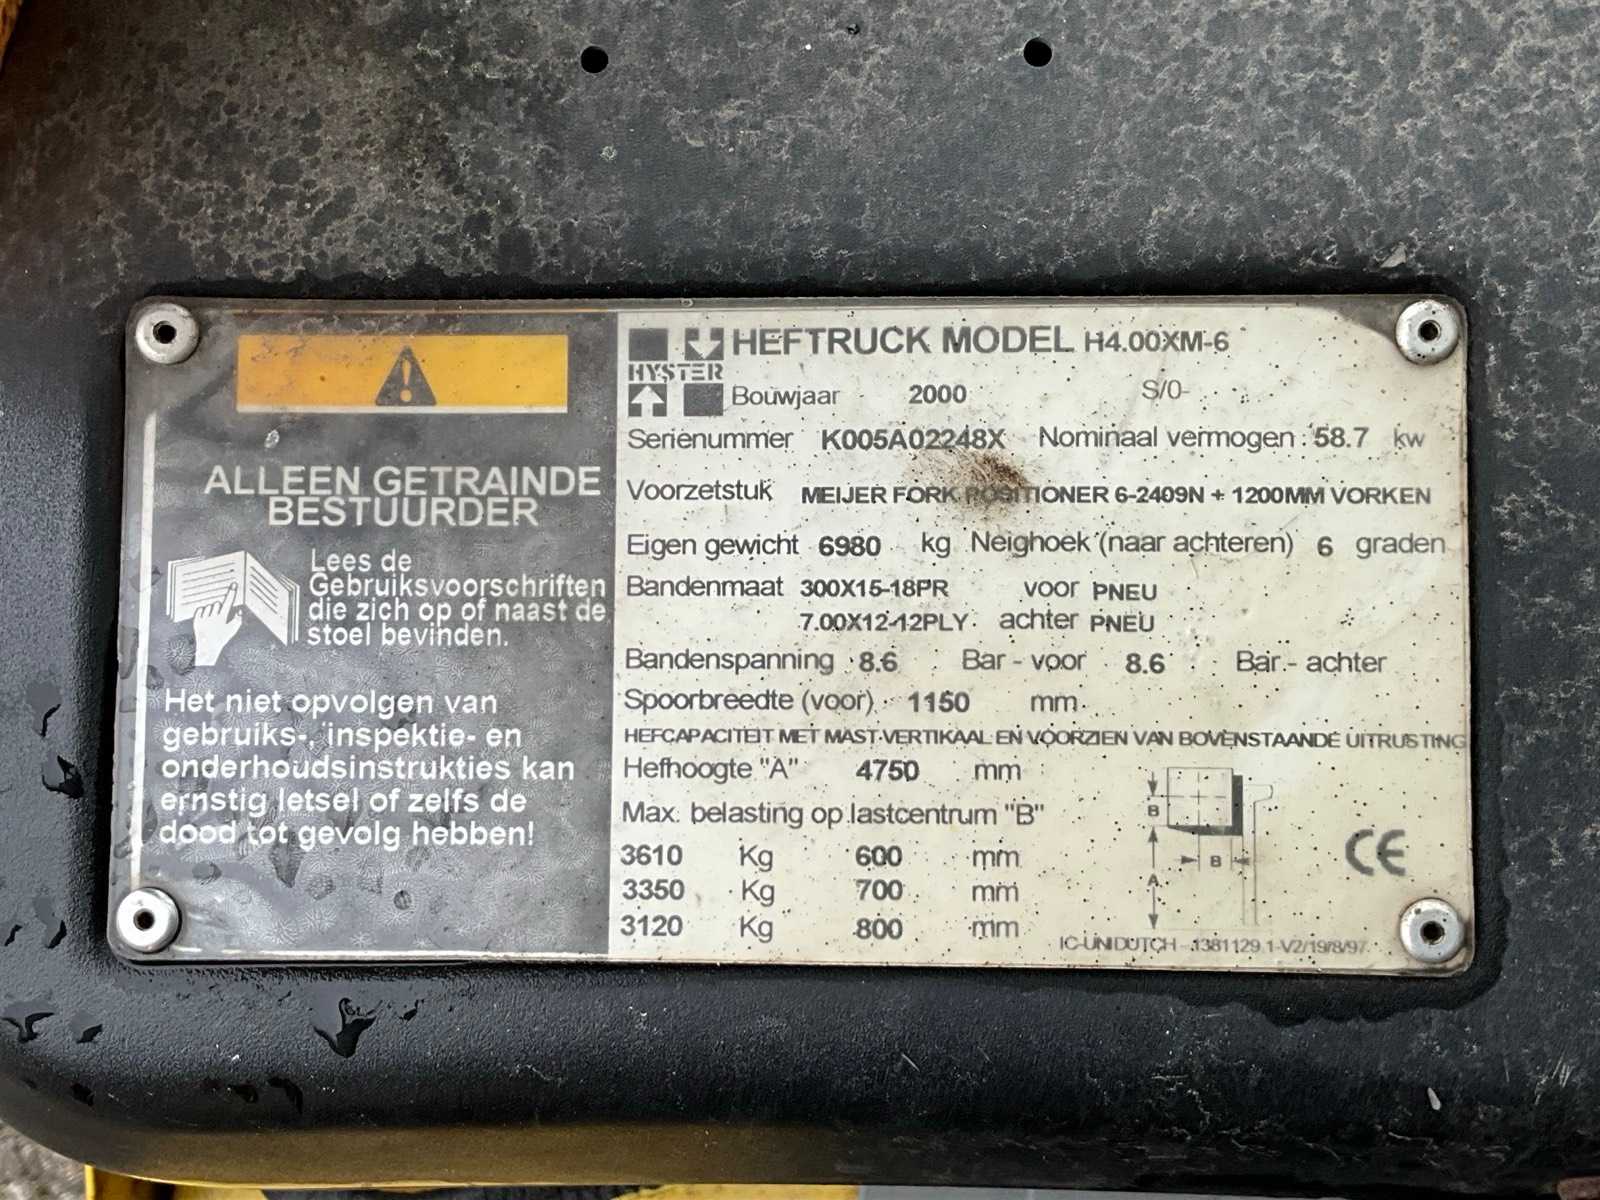 ALLEEN GETRAINDE
BESTUURDER
Lees de
Gebruiksvoorschriften
die zich op of naast de
stoel bevinden.
Het niet opvolgen van
gebruiks-, inspektie- en
onderhoudsinstrukties kan
ernstig letsel of zelfs de
dood tot gevolg hebben!
HYSTER
HEFTRUCK MODEL H4.00XM-6
Bouwjaar 2000 S/0-
Serienummer K005A02248X Nominaal vermogen : 58.7 kw
Voorzetstuk MEIJER FORK POSITIONER 6-2409N + 1200MM VORKEN
Eigen gewicht 6980 kg Neighoek (naar achteren) 6 graden
Bandenmaat 300X15-18PR voor PNEU
7.00X12-12PLY achter PNEU
Bandenspanning 8.6 Bar - voor 8.6 Bar - achter
Spoorbreedte (voor) 1150 mm
HEFCAPACITEIT MET MAST VERTIKAAL EN VOORZIEN VAN BOVENSTAANDE UITRUSTING
Hefhoogte "A" 4750 mm
Max. belasting op lastcentrum "B"
3610 Kg 600 mm
3350 Kg 700 mm
3120 Kg 800 mm
B
B
A
CE
IC-UNIDUTCH - 1381129 1-V2/19/8/97